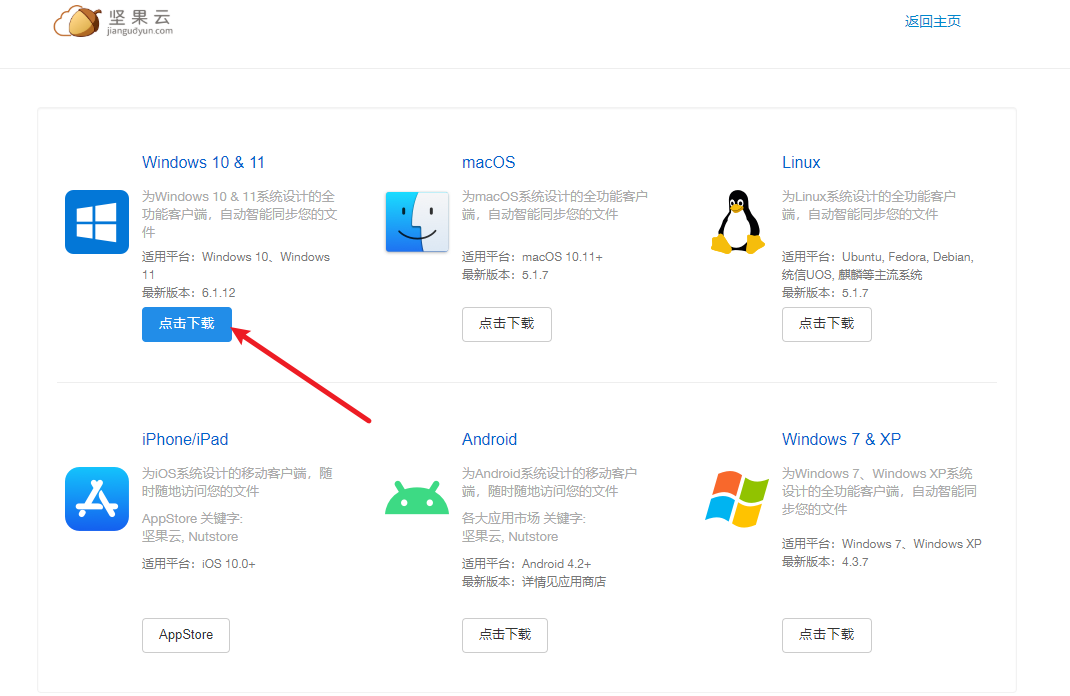 坚果云
jianguoyun.com
返回主页
Windows 10 & 11
为Windows 10 & 11系统设计的全
功能客户端，自动智能同步您的文
件
适用平台：Windows 10、Windows
11
最新版本：6.1.12
点击下载
macOS
为macOS系统设计的全功能客户
端，自动智能同步您的文件
适用平台：macOS 10.11+
最新版本：5.1.7
点击下载
Linux
为Linux系统设计的全功能客户
端，自动智能同步您的文件
适用平台：Ubuntu, Fedora, Debian,
统信UOS, 麒麟等主流系统
最新版本：5.1.7
点击下载
iPhone/iPad
为iOS系统设计的移动客户端，随
时随地访问您的文件
AppStore 关键字:
坚果云, Nutstore
适用平台：iOS 10.0+
AppStore
Android
为Android系统设计的移动客户
端，随时随地访问您的文件
各大应用市场 关键字:
坚果云, Nutstore
适用平台：Android 4.2+
最新版本：详情见应用商店
点击下载
Windows 7 & XP
为Windows 7、Windows XP系统
设计的全功能客户端，自动智能同
步您的文件
适用平台：Windows 7、Windows XP
最新版本：4.3.7
点击下载